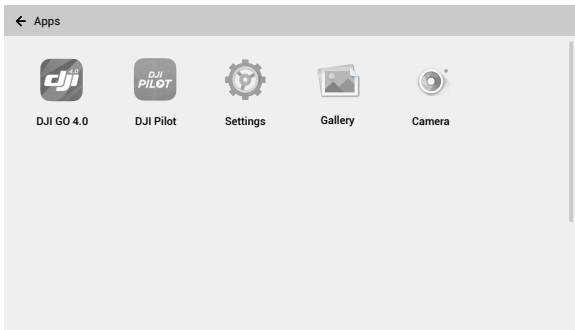 Apps
dji 4.0
DJI PILOT
DJI GO 4.0
DJI Pilot
Settings
Gallery
Camera